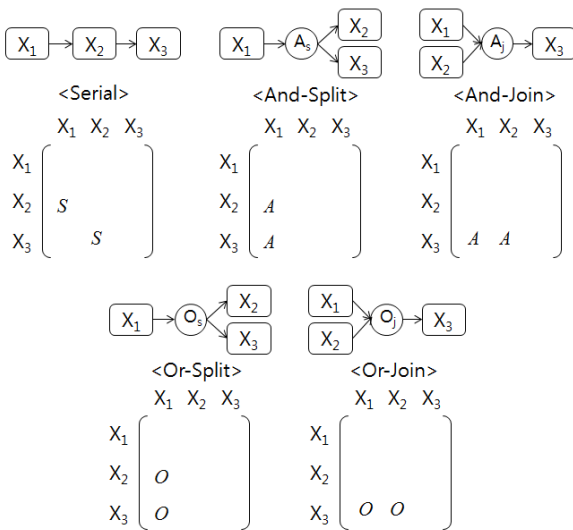 X1 X2 X3
X1 As X2 X3
X1 X2 Aj X3
<Serial>
<And-Split>
<And-Join>
X1 X2 X3
X1
X2 S
X3 S
X1 X2 X3
X1
X2 A
X3 A
X1 X2 X3
X1
X2
X3 A A
X1 Os X2 X3
X1 X2 Oj X3
<Or-Split>
<Or-Join>
X1 X2 X3
X1
X2 O
X3 O
X1 X2 X3
X1
X2
X3 O O